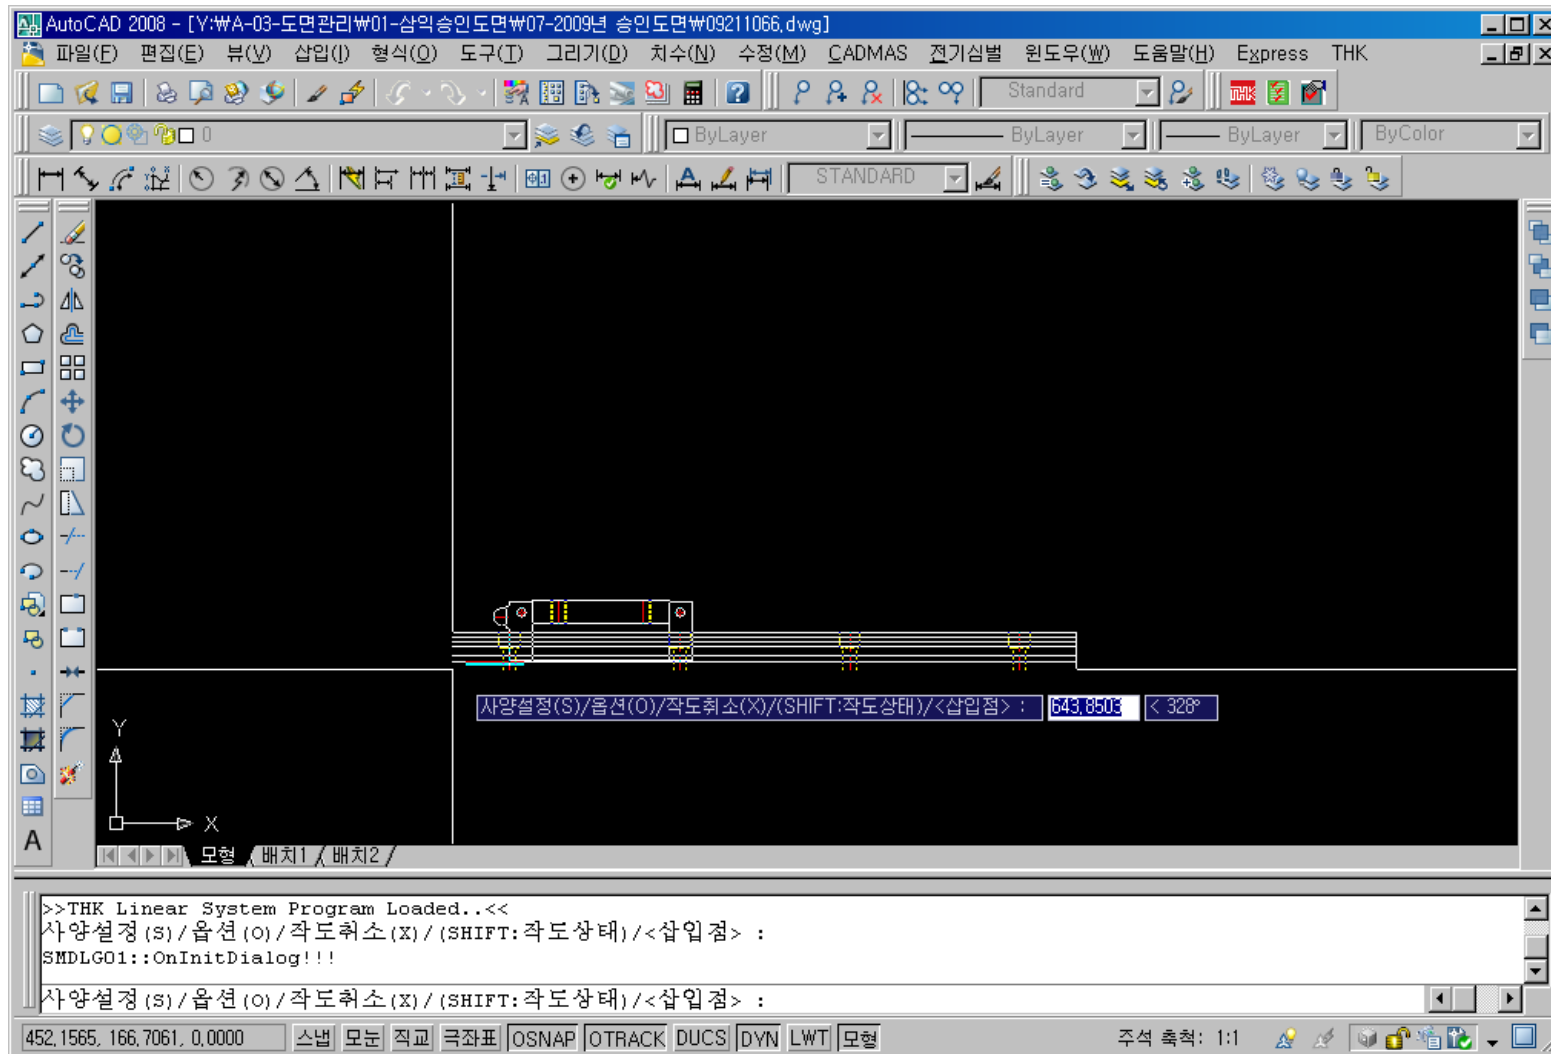 AutoCAD 2008 - [Y:₩A-03-도면관리₩01-삼익승인도면₩07-2009년 승인도면₩09211066.dwg]
파일(F) 편집(E) 뷰(V) 삽입(I) 형식(O) 도구(T) 그리기(D) 치수(N) 수정(M) CADMAS 전기심벌 윈도우(W) 도움말(H) Express THK
Standard THK
0 ByLayer ByLayer ByLayer ByColor
STANDARD
사양설정(S)/옵션(O)/작도취소(X)/(SHIFT:작도상태)/<삽입점> : 643.8503 < 328°
Y
X
A
모형 배치1 배치2
>>THK Linear System Program Loaded..<<
사양설정(S)/옵션(O)/작도취소(X)/(SHIFT:작도상태)/<삽입점> :
SMDLG01::OnInitDialog!!!
사양설정(S)/옵션(O)/작도취소(X)/(SHIFT:작도상태)/<삽입점> :
452.1565, 166.7061, 0.0000 스냅 모눈 직교 극좌표 OSNAP OTRACK DUCS DYN LWT 모형 주석 축척: 1:1